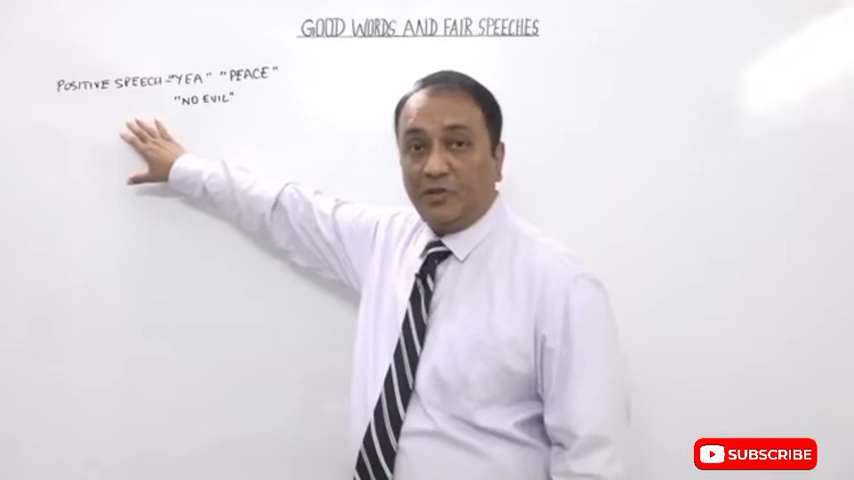 GOOD WORDS AND FAIR SPEECHES
POSITIVE SPEECH - "YEA" "PEACE"
"NO EVIL"
SUBSCRIBE